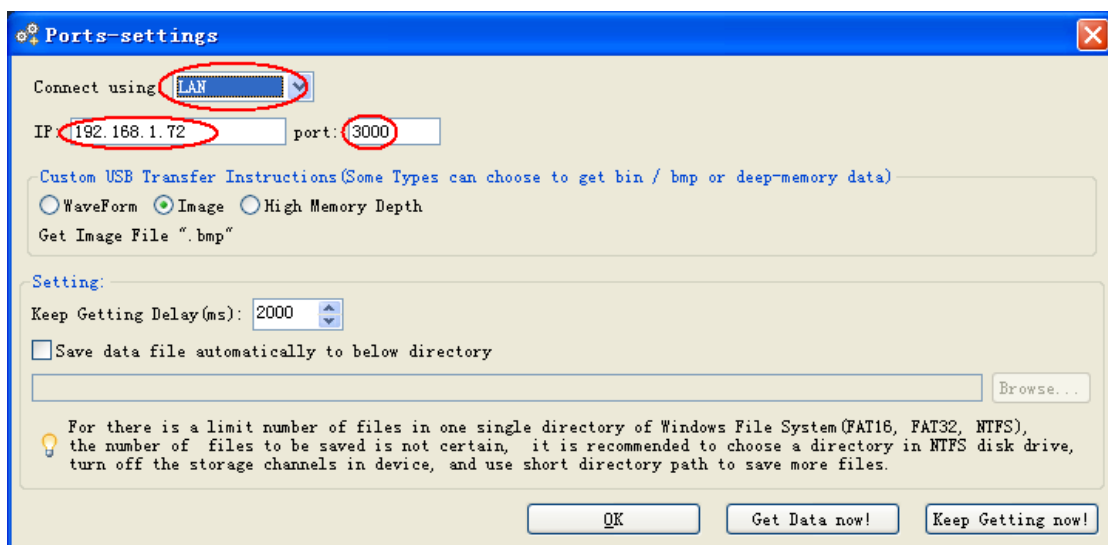 Ports-settings
Connect using: LAN
IP: 192.168.1.72 port: 3000
Custom USB Transfer Instructions(Some Types can choose to get bin / bmp or deep-memory data)
WaveForm Image High Memory Depth
Get Image File ".bmp"
Setting:
Keep Getting Delay(ms): 2000
Save data file automatically to below directory
Browse...
For there is a limit number of files in one single directory of Windows File System(FAT16, FAT32, NTFS),
the number of files to be saved is not certain, it is recommended to choose a directory in NTFS disk drive,
turn off the storage channels in device, and use short directory path to save more files.
OK Get Data now! Keep Getting now!